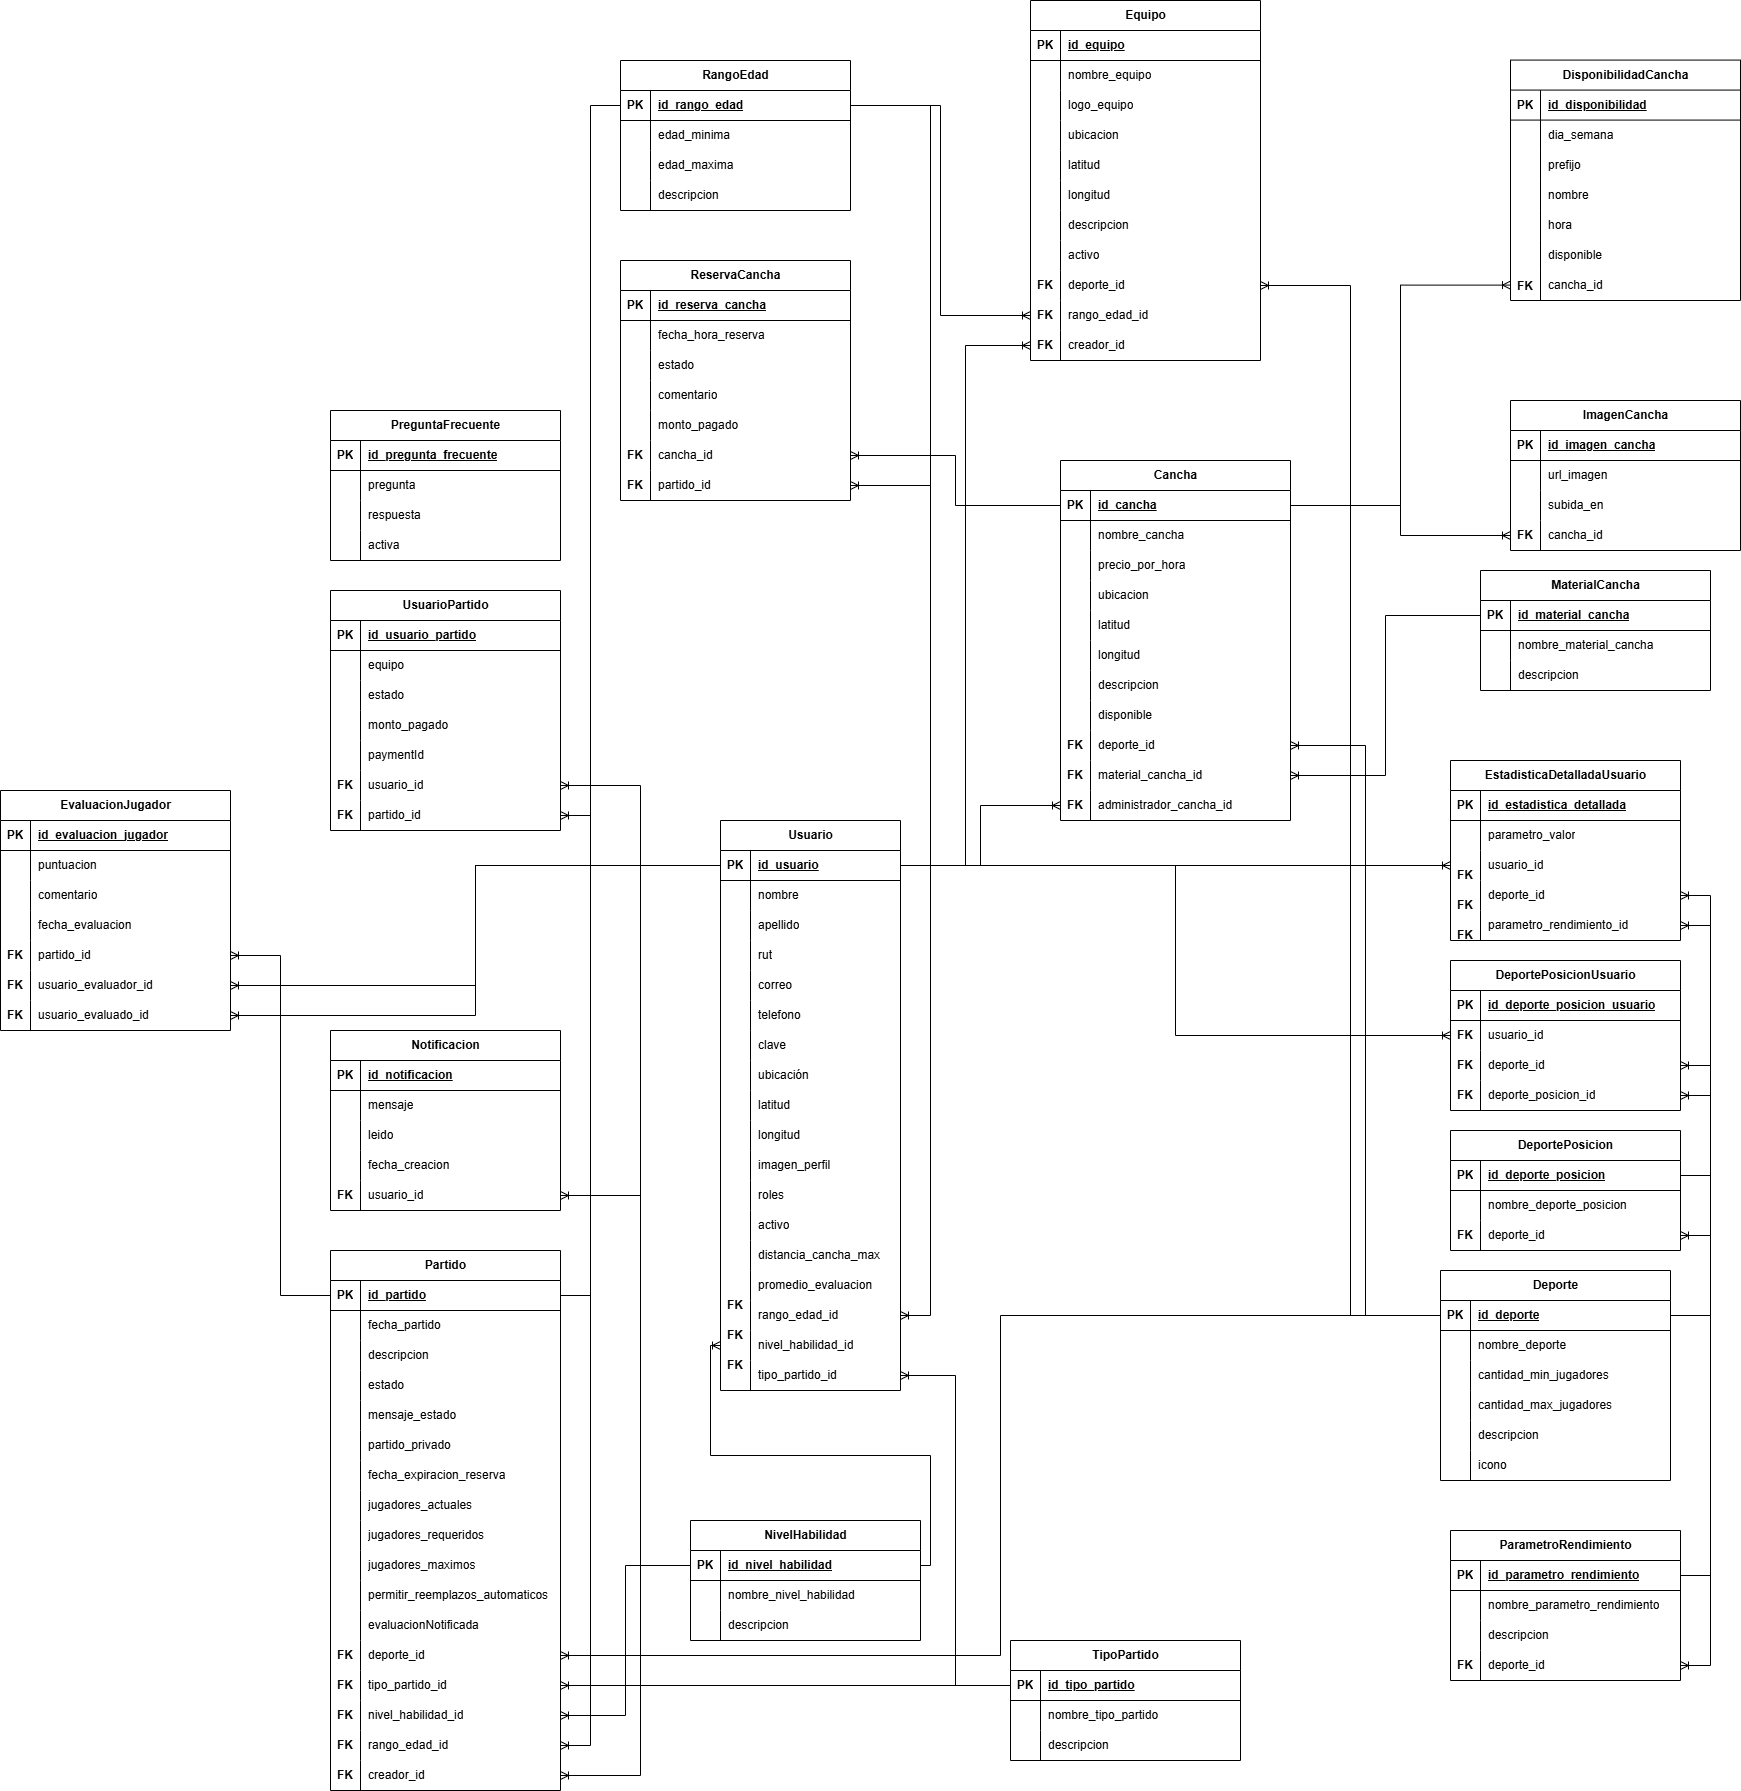 Equipo
PK id_equipo
nombre_equipo
logo_equipo
ubicacion
latitud
longitud
descripcion
activo
FK deporte_id
FK rango_edad_id
FK creador_id
RangoEdad
PK id_rango_edad
edad_minima
edad_maxima
descripcion
DisponibilidadCancha
PK id_disponibilidad
dia_semana
prefijo
nombre
hora
disponible
FK cancha_id
ReservaCancha
PK id_reserva_cancha
fecha_hora_reserva
estado
comentario
monto_pagado
FK cancha_id
FK partido_id
PreguntaFrecuente
PK id_pregunta_frecuente
pregunta
respuesta
activa
ImagenCancha
PK id_imagen_cancha
url_imagen
subida_en
FK cancha_id
Cancha
PK id_cancha
nombre_cancha
precio_por_hora
ubicacion
latitud
longitud
descripcion
disponible
FK deporte_id
FK material_cancha_id
FK administrador_cancha_id
MaterialCancha
PK id_material_cancha
nombre_material_cancha
descripcion
UsuarioPartido
PK id_usuario_partido
equipo
estado
monto_pagado
paymentId
FK usuario_id
FK partido_id
EvaluacionJugador
PK id_evaluacion_jugador
puntuacion
comentario
fecha_evaluacion
FK partido_id
FK usuario_evaluador_id
FK usuario_evaluado_id
Usuario
PK id_usuario
nombre
apellido
rut
correo
telefono
clave
ubicación
latitud
longitud
imagen_perfil
roles
activo
distancia_cancha_max
promedio_evaluacion
FK rango_edad_id
FK nivel_habilidad_id
FK tipo_partido_id
EstadisticaDetalladaUsuario
PK id_estadistica_detallada
parametro_valor
FK usuario_id
FK deporte_id
FK parametro_rendimiento_id
DeportePosicionUsuario
PK id_deporte_posicion_usuario
FK usuario_id
FK deporte_id
FK deporte_posicion_id
Notificacion
PK id_notificacion
mensaje
leido
fecha_creacion
FK usuario_id
DeportePosicion
PK id_deporte_posicion
nombre_deporte_posicion
FK deporte_id
Partido
PK id_partido
fecha_partido
descripcion
estado
mensaje_estado
partido_privado
fecha_expiracion_reserva
jugadores_actuales
jugadores_requeridos
jugadores_maximos
permitir_reemplazos_automaticos
evaluacionNotificada
FK deporte_id
FK tipo_partido_id
FK nivel_habilidad_id
FK rango_edad_id
FK creador_id
Deporte
PK id_deporte
nombre_deporte
cantidad_min_jugadores
cantidad_max_jugadores
descripcion
icono
NivelHabilidad
PK id_nivel_habilidad
nombre_nivel_habilidad
descripcion
ParametroRendimiento
PK id_parametro_rendimiento
nombre_parametro_rendimiento
descripcion
FK deporte_id
TipoPartido
PK id_tipo_partido
nombre_tipo_partido
descripcion